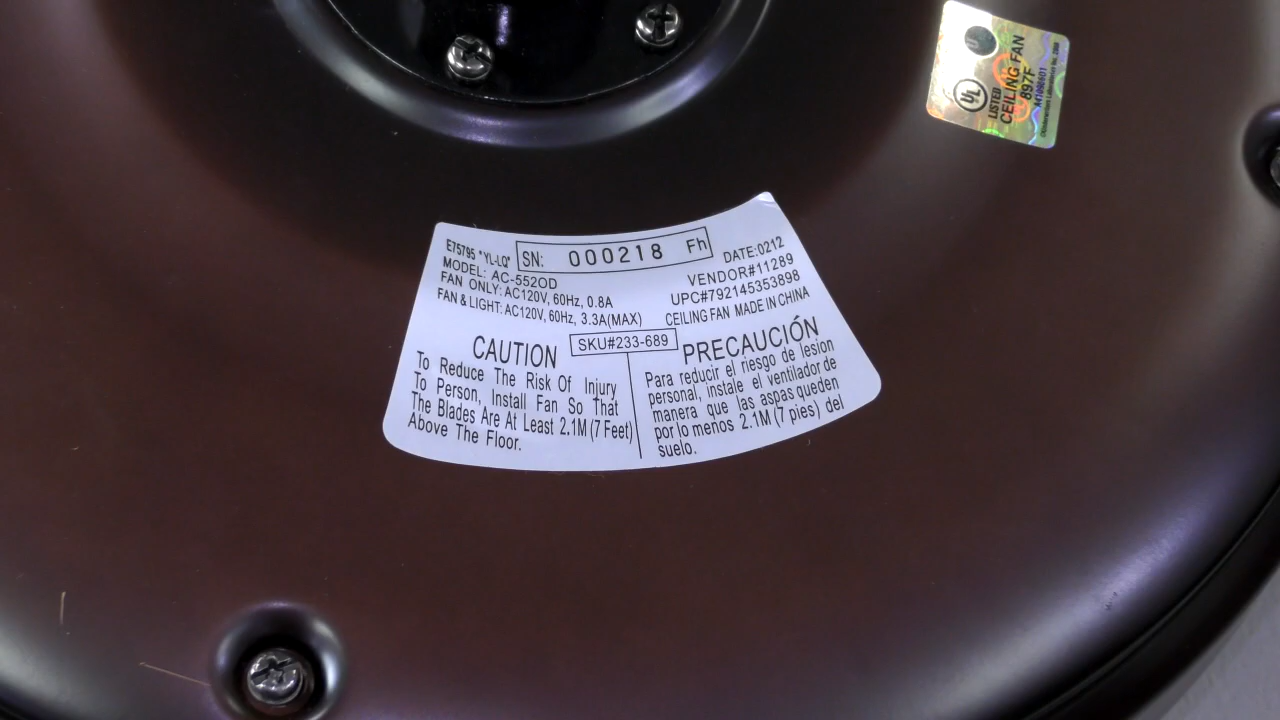 E75795 *YL-LQ*
SN: 000218 Fh
DATE:0212
MODEL: AC-552OD
VENDOR#11289
FAN ONLY: AC120V, 60Hz, 0.8A
UPC#792145353898
FAN & LIGHT: AC120V, 60Hz, 3.3A(MAX)
CEILING FAN MADE IN CHINA
SKU#233-689
CAUTION
To Reduce The Risk Of Injury
To Person, Install Fan So That
The Blades Are At Least 2.1M (7 Feet)
Above The Floor.
PRECAUCIÓN
Para reducir el riesgo de lesion
personal, instale el ventilador de
manera que las aspas queden
por lo menos 2.1M (7 pies) del
suelo.
UL
LISTED
CEILING FAN
897F